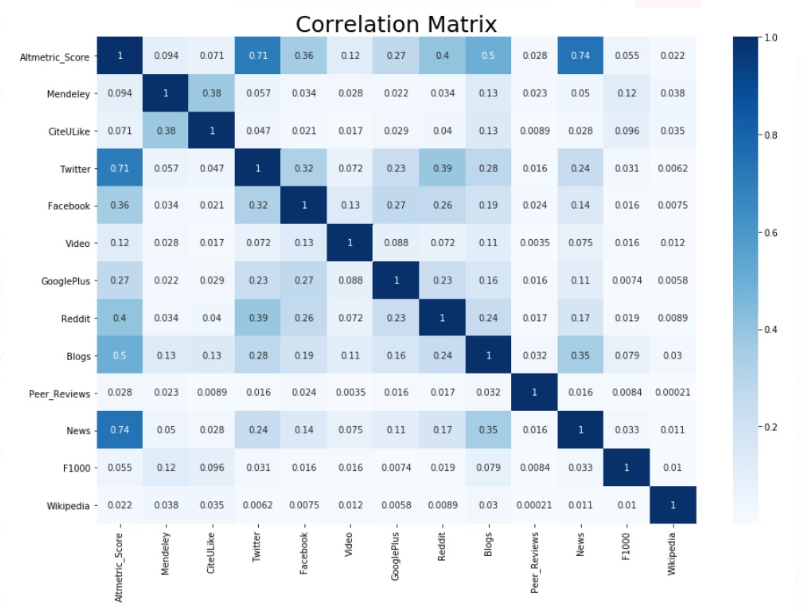 Correlation Matrix
Altmetric_Score 1 0.094 0.071 0.71 0.36 0.12 0.27 0.4 0.5 0.028 0.74 0.055 0.022
Mendeley 0.094 1 0.38 0.057 0.034 0.028 0.022 0.034 0.13 0.023 0.05 0.12 0.038
CiteULike 0.071 0.38 1 0.047 0.021 0.017 0.029 0.04 0.13 0.0089 0.028 0.096 0.035
Twitter 0.71 0.057 0.047 1 0.32 0.072 0.23 0.39 0.28 0.016 0.24 0.031 0.0062
Facebook 0.36 0.034 0.021 0.32 1 0.13 0.27 0.26 0.19 0.024 0.14 0.016 0.0075
Video 0.12 0.028 0.017 0.072 0.13 1 0.088 0.072 0.11 0.0035 0.075 0.016 0.012
GooglePlus 0.27 0.022 0.029 0.23 0.27 0.088 1 0.23 0.16 0.016 0.11 0.0074 0.0058
Reddit 0.4 0.034 0.04 0.39 0.26 0.072 0.23 1 0.24 0.017 0.17 0.019 0.0089
Blogs 0.5 0.13 0.13 0.28 0.19 0.11 0.16 0.24 1 0.032 0.35 0.079 0.03
Peer_Reviews 0.028 0.023 0.0089 0.016 0.024 0.0035 0.016 0.017 0.032 1 0.016 0.0084 0.00021
News 0.74 0.05 0.028 0.24 0.14 0.075 0.11 0.17 0.35 0.016 1 0.033 0.011
F1000 0.055 0.12 0.096 0.031 0.016 0.016 0.0074 0.019 0.079 0.0084 0.033 1 0.01
Wikipedia 0.022 0.038 0.035 0.0062 0.0075 0.012 0.0058 0.0089 0.03 0.00021 0.011 0.01 1
Altmetric_Score Mendeley CiteULike Twitter Facebook Video GooglePlus Reddit Blogs Peer_Reviews News F1000 Wikipedia
1.0
0.8
0.6
0.4
0.2